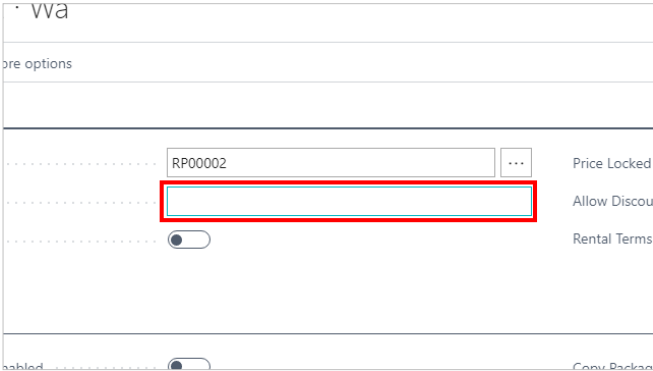 · Wa
ore options
RP00002 ... Price Locked
Allow Discou
Rental Terms
nabled Copy Packag